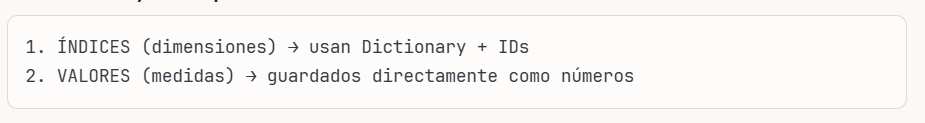 1. ÍNDICES (dimensiones) → usan Dictionary + IDs
2. VALORES (medidas) → guardados directamente como números